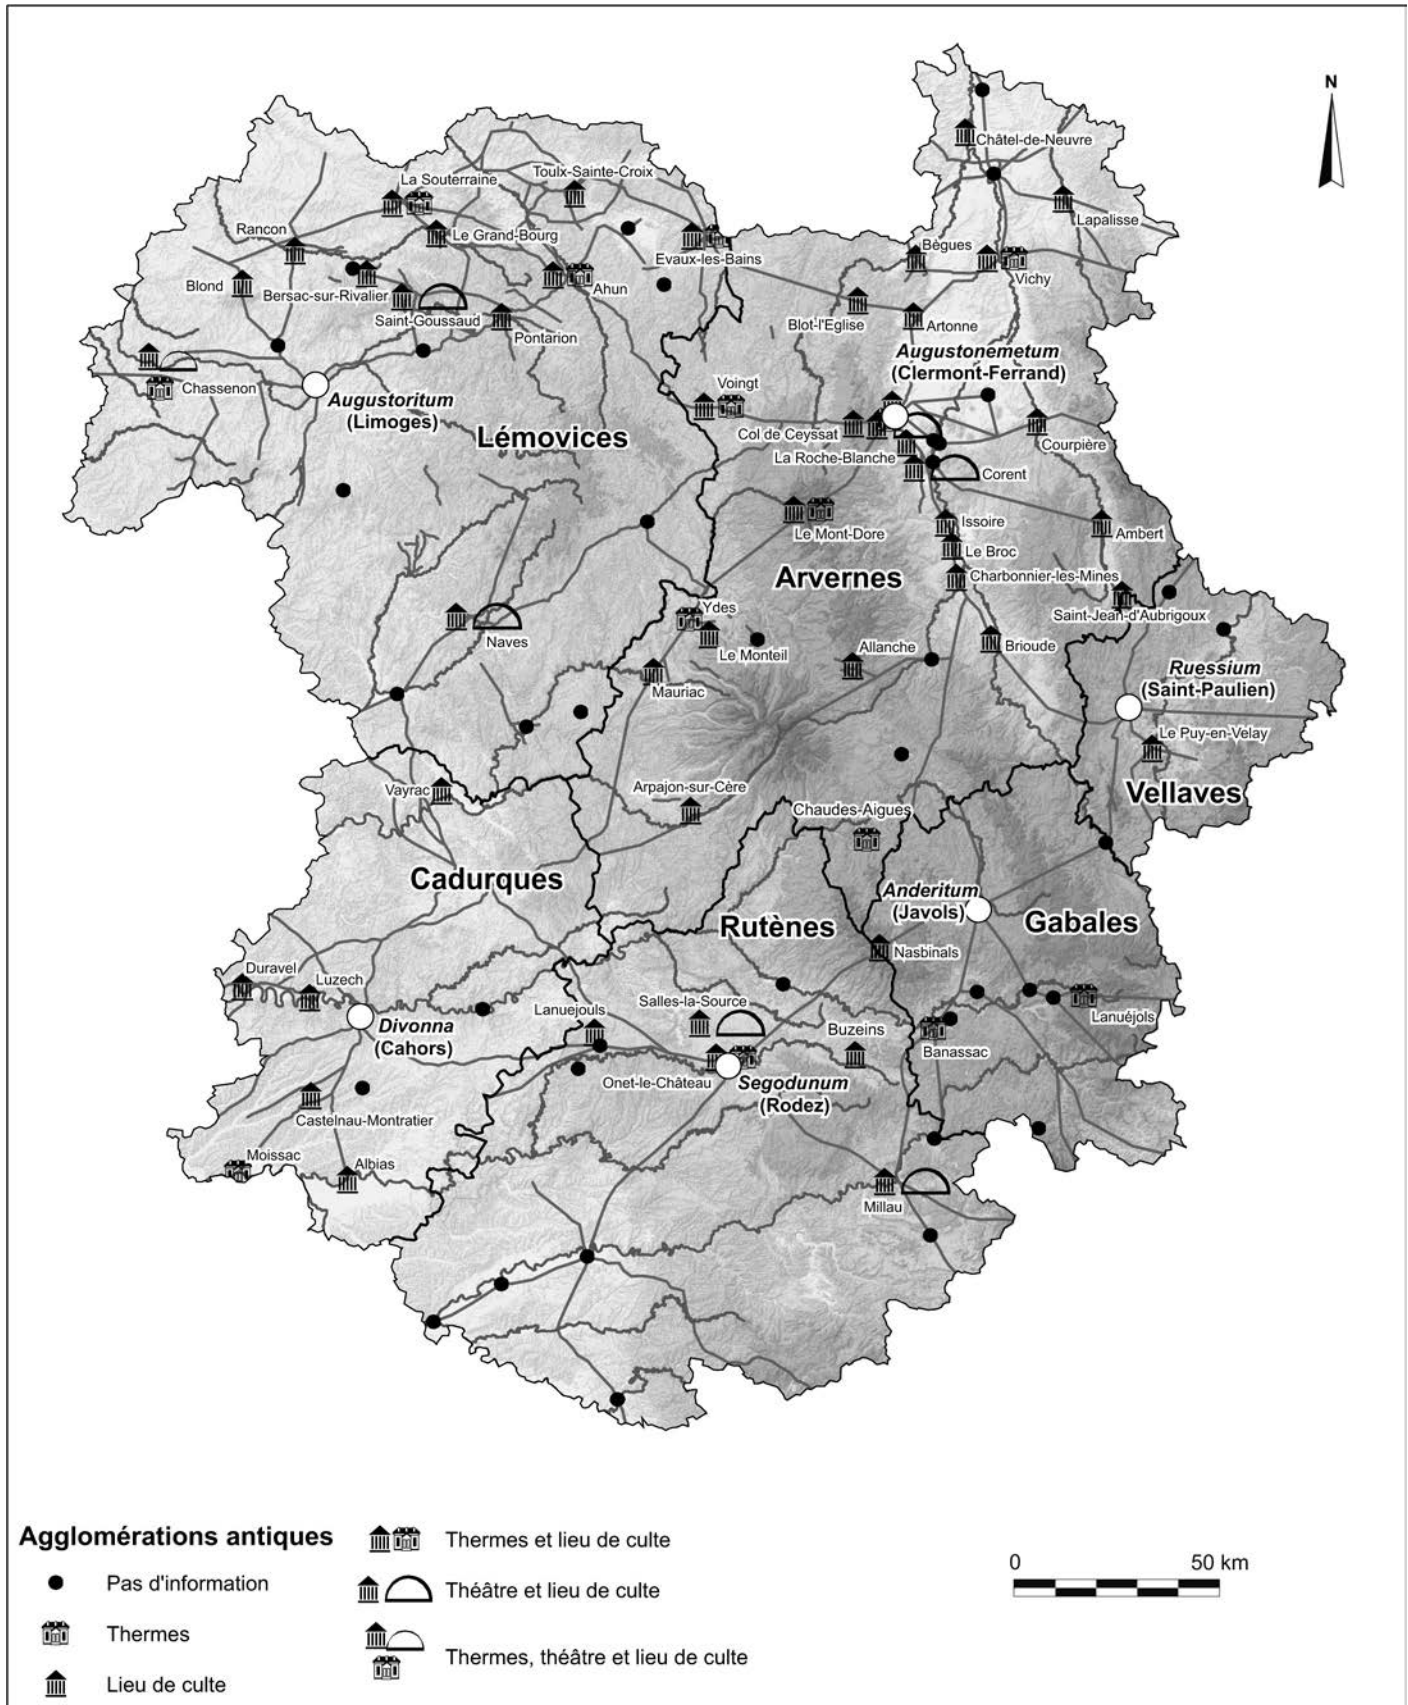 N
Châtel-de-Neuvre
Toulx-Sainte-Croix
La Souterraine
Lapalisse
Rancon
Le Grand-Bourg
Evaux-les-Bains
Bègues
Vichy
Blond
Bersac-sur-Rivalier
Ahun
Saint-Goussaud
Blot-l'Eglise
Artonne
Pontarion
Augustonemetum
(Clermont-Ferrand)
Chassenon
Augustoritum
(Limoges)
Voingt
Lémovices
Col de Ceyssat
Courpière
La Roche-Blanche
Corent
Issoire
Le Mont-Dore
Ambert
Le Broc
Arvernes
Charbonnier-les-Mines
Saint-Jean-d'Aubrigoux
Ydes
Naves
Le Monteil
Allanche
Brioude
Ruessium
(Saint-Paulien)
Mauriac
Le Puy-en-Velay
Vayrac
Arpajon-sur-Cère
Vellaves
Chaudes-Aigues
Cadurques
Anderitum
(Javols)
Rutènes
Gabales
Nasbinals
Duravel
Luzech
Salles-la-Source
Lanuejouls
Lanuéjols
Divonna
(Cahors)
Buzeins
Banassac
Onet-le-Château
Segodunum
(Rodez)
Castelnau-Montratier
Moissac
Albias
Millau
Agglomérations antiques
Pas d'information
Thermes
Lieu de culte
Thermes et lieu de culte
Théâtre et lieu de culte
Thermes, théâtre et lieu de culte
0 50 km